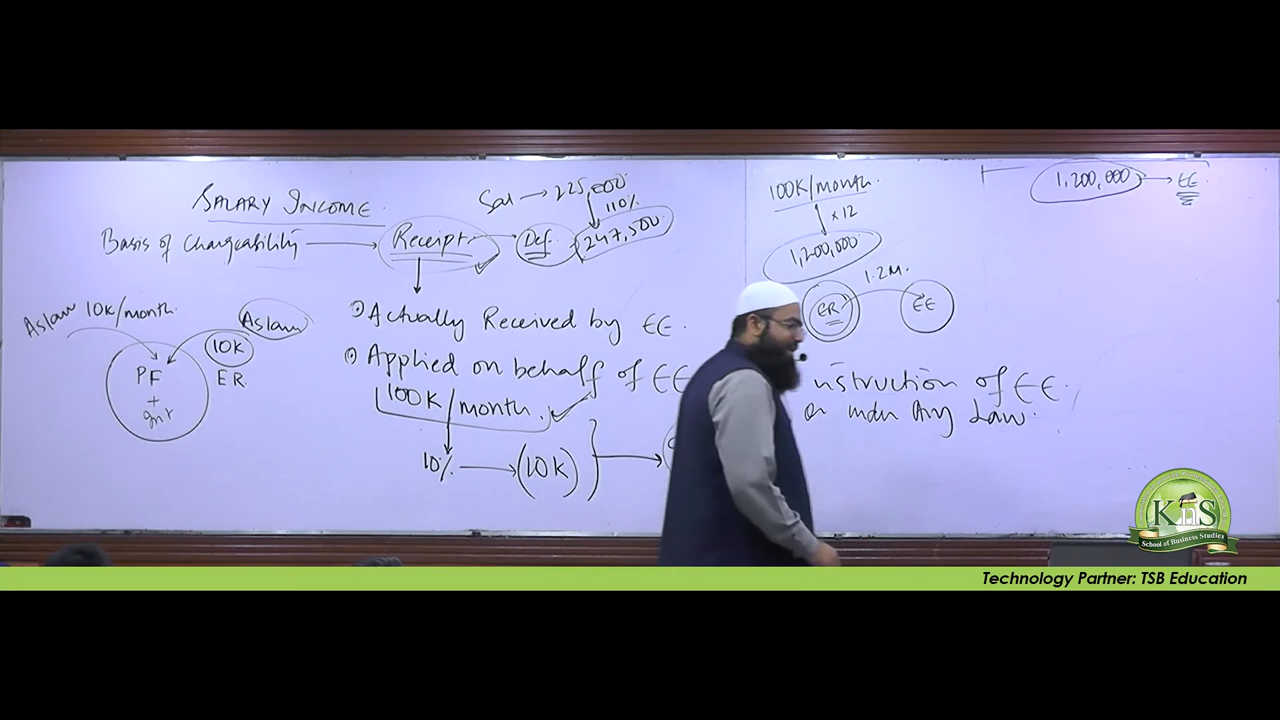 SALARY INCOME
Sal → 225,000
110%
247,500
Basis of Chargeability → Receipt → Def.
100K/month
×12
1,200,000
1,200,000 → EE
1.2M.
ER
EE
Aslam 10K/month.
Aslam
10K
ER.
PF
+
Int
Actually Received by EE.
Applied on behalf of EE
nstruction of EE.
or under Any Law.
100K/month.
10% → (10K)
KnS
School of Business Studies
Technology Partner: TSB Education